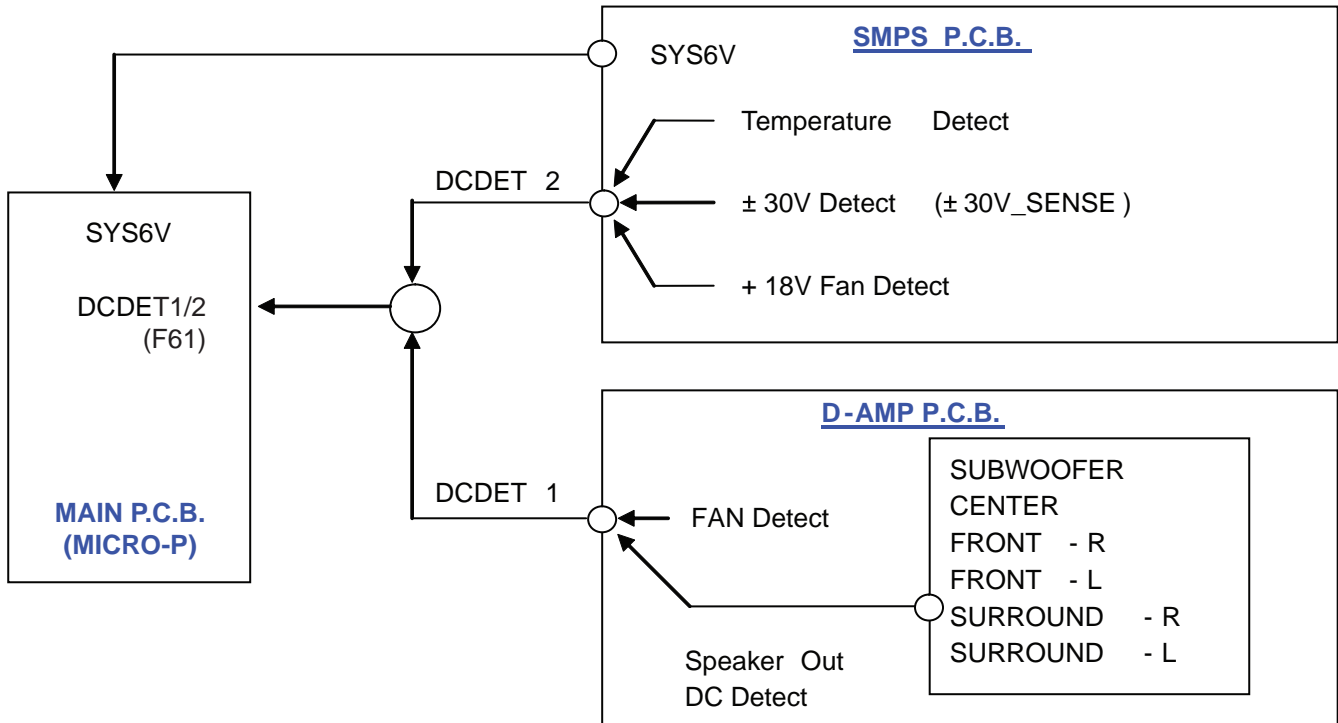 SMPS P.C.B.
SYS6V
Temperature Detect
DCDET 2
± 30V Detect (± 30V_SENSE )
SYS6V
+ 18V Fan Detect
DCDET1/2
(F61)
D-AMP P.C.B.
SUBWOOFER
CENTER
FRONT - R
FRONT - L
SURROUND - R
SURROUND - L
DCDET 1
FAN Detect
MAIN P.C.B.
(MICRO-P)
Speaker Out
DC Detect